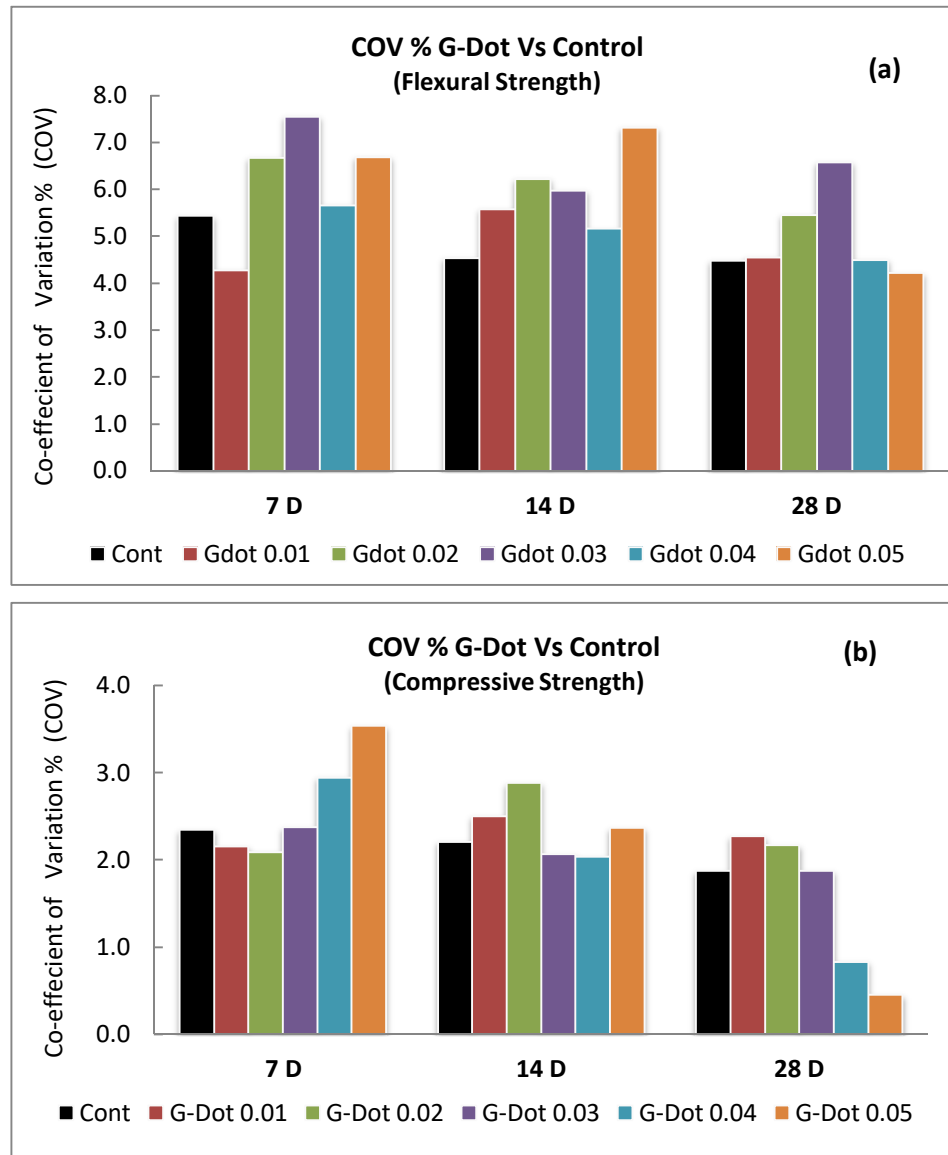 COV % G-Dot Vs Control
(Flexural Strength)
(a)
Co-effecient of Variation % (COV)
8.0
7.0
6.0
5.0
4.0
3.0
2.0
1.0
0.0
7 D 14 D 28 D
Cont Gdot 0.01 Gdot 0.02 Gdot 0.03 Gdot 0.04 Gdot 0.05
COV % G-Dot Vs Control
(Compressive Strength)
(b)
Co-effecient of Variation % (COV)
4.0
3.0
2.0
1.0
0.0
7 D 14 D 28 D
Cont G-Dot 0.01 G-Dot 0.02 G-Dot 0.03 G-Dot 0.04 G-Dot 0.05